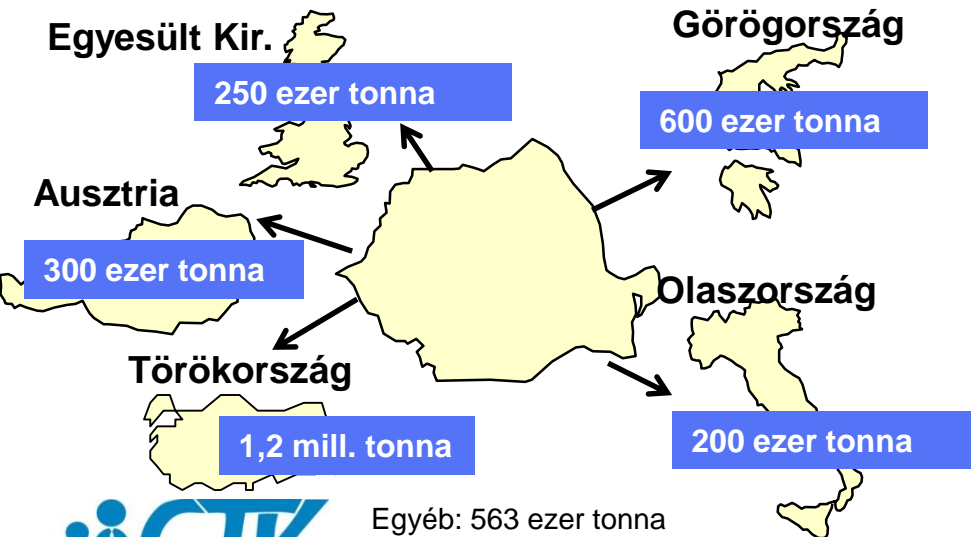 Egyesült Kir.
250 ezer tonna
Görögország
600 ezer tonna
Ausztria
300 ezer tonna
Olaszország
200 ezer tonna
Törökország
1,2 mill. tonna
Egyéb: 563 ezer tonna